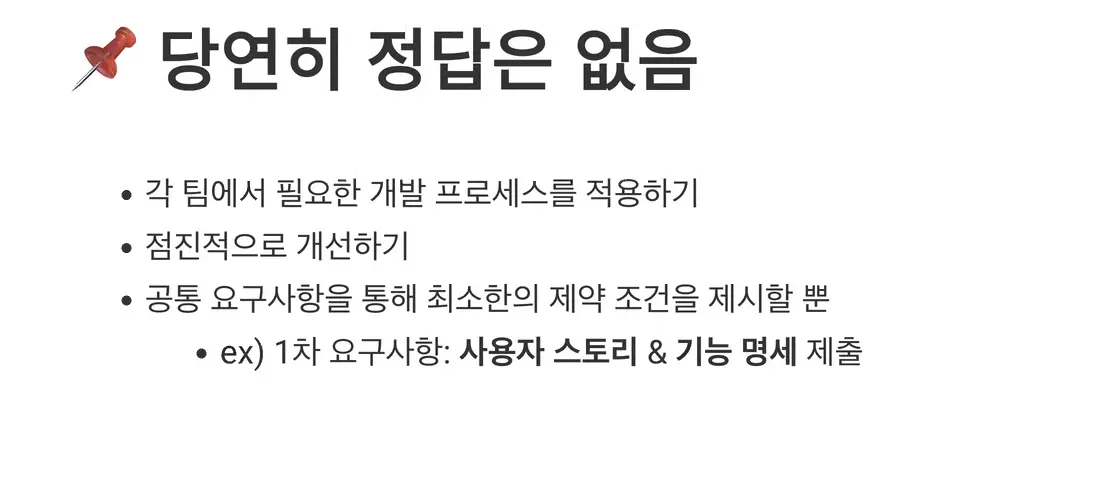 📌 당연히 정답은 없음
• 각 팀에서 필요한 개발 프로세스를 적용하기
• 점진적으로 개선하기
• 공통 요구사항을 통해 최소한의 제약 조건을 제시할 뿐
• ex) 1차 요구사항: 사용자 스토리 & 기능 명세 제출